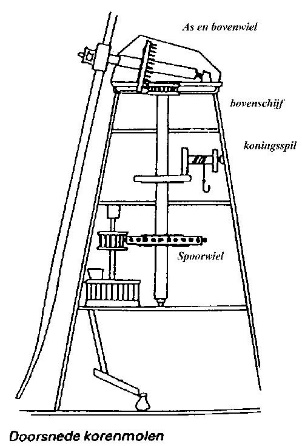 As en bovenwiel
bovenschijf
koningsspil
Spoorwiel
Doorsnede korenmolen